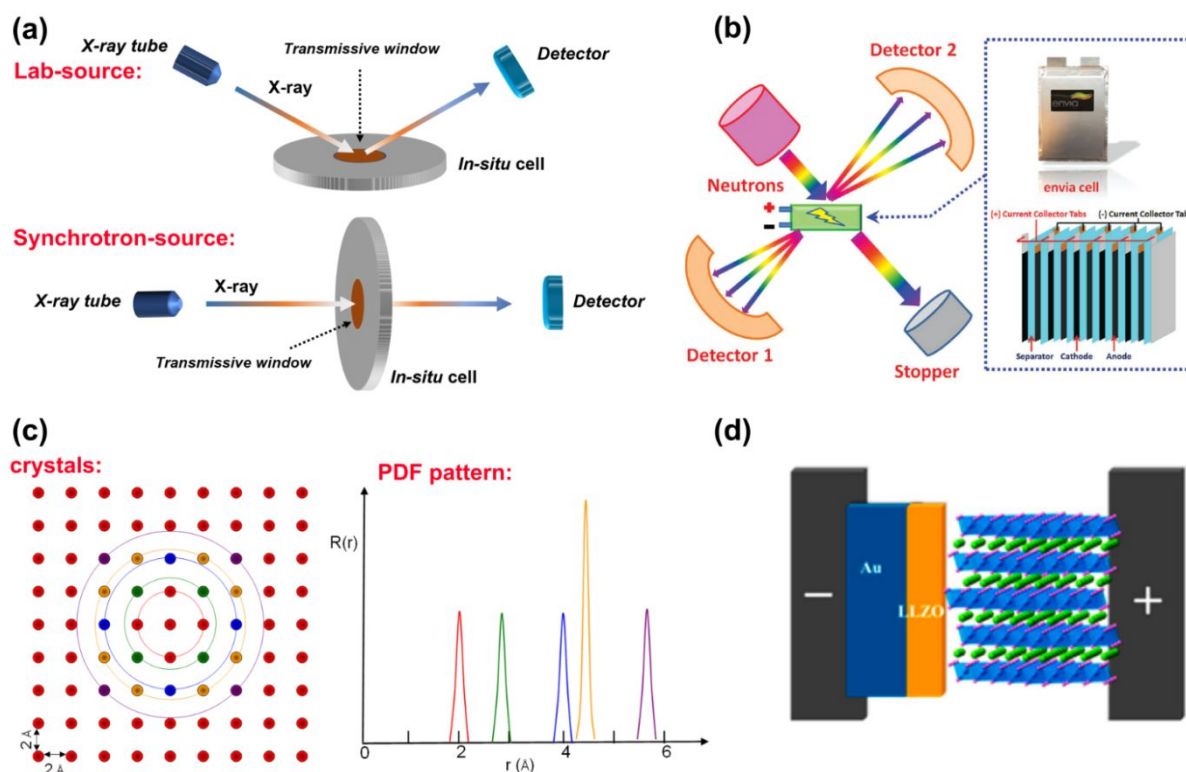 (a)
X-ray tube
Lab-source:
Transmissive window
X-ray
Detector
In-situ cell
Synchrotron-source:
X-ray tube
X-ray
Detector
Transmissive window
In-situ cell
(b)
Detector 2
Neutrons
+
−
Detector 1
Stopper
envia
envia cell
(+) Current Collector Tabs
(-) Current Collector Tab
Separator
Cathode
Anode
(c)
crystals:
2 Å
2 Å
PDF pattern:
R(r)
0
2
4
6
r (Å)
(d)
−
Au
LLZO
+